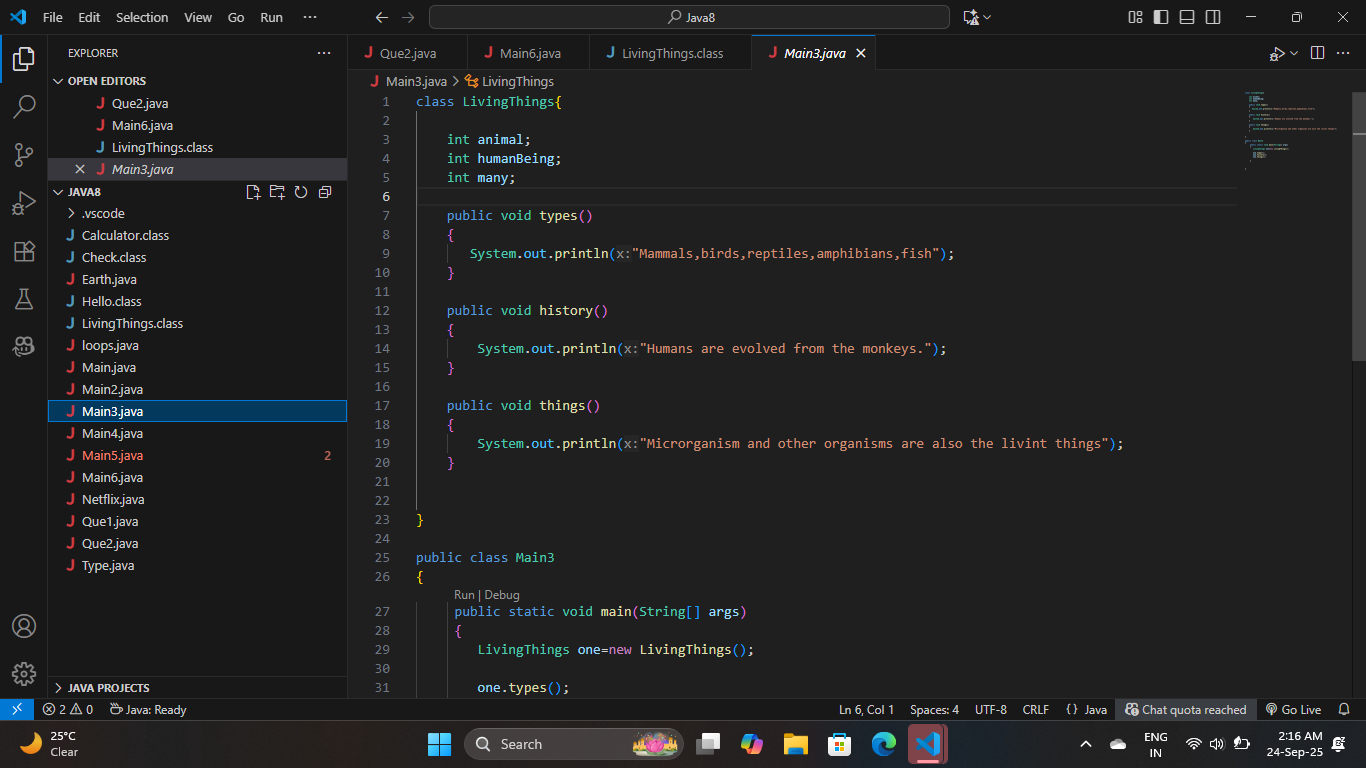 File Edit Selection View Go Run ··· Java8
EXPLORER ···
OPEN EDITORS
Que2.java
Main6.java
LivingThings.class
Main3.java
JAVA8
.vscode
Calculator.class
Check.class
Earth.java
Hello.class
LivingThings.class
loops.java
Main.java
Main2.java
Main3.java
Main4.java
Main5.java 2
Main6.java
Netflix.java
Que1.java
Que2.java
Type.java
JAVA PROJECTS
Que2.java Main6.java LivingThings.class Main3.java
Main3.java > LivingThings
1 class LivingThings{
2
3 int animal;
4 int humanBeing;
5 int many;
6
7 public void types()
8 {
9 System.out.println(x:"Mammals,birds,reptiles,amphibians,fish");
10 }
11
12 public void history()
13 {
14 System.out.println(x:"Humans are evolved from the monkeys.");
15 }
16
17 public void things()
18 {
19 System.out.println(x:"Microrganism and other organisms are also the livint things");
20 }
21
22
23 }
24
25 public class Main3
26 {
Run | Debug
27 public static void main(String[] args)
28 {
29 LivingThings one=new LivingThings();
30
31 one.types();
2 0 Java: Ready Ln 6, Col 1 Spaces: 4 UTF-8 CRLF {} Java Chat quota reached Go Live
25°C
Clear
Search
ENG
IN
2:16 AM
24-Sep-25